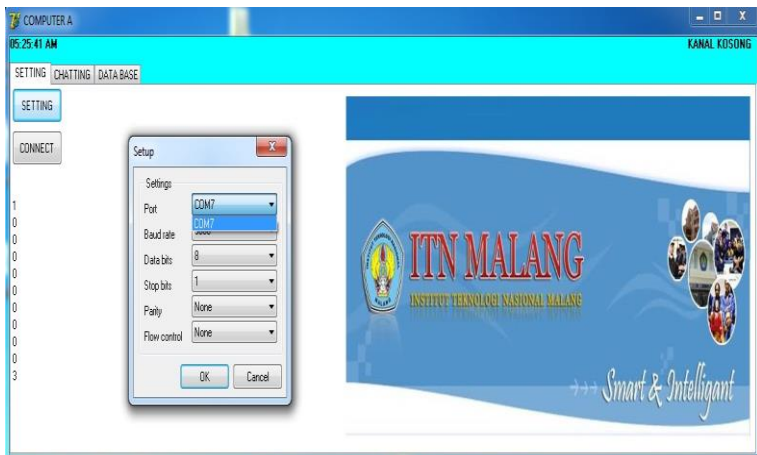 COMPUTER A
05:25:41 AM
KANAL KOSONG
SETTING CHATTING DATA BASE
SETTING
CONNECT
1
0
0
0
0
0
0
0
0
0
3
Setup
Settings
Port COM7
COM7
Baud rate
Data bits 8
Stop bits 1
Parity None
Flow control None
OK Cancel
ITN MALANG
INSTITUT TEKNOLOGI NASIONAL MALANG
Smart & Intelligant